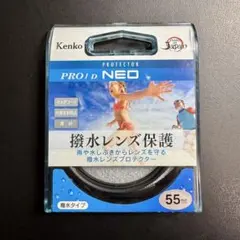 Kenko
PROTECTOR
PRO1D NEO
撥水レンズ保護
雨や水しぶきからレンズを守る
撥水レンズプロテクター
撥水タイプ
55